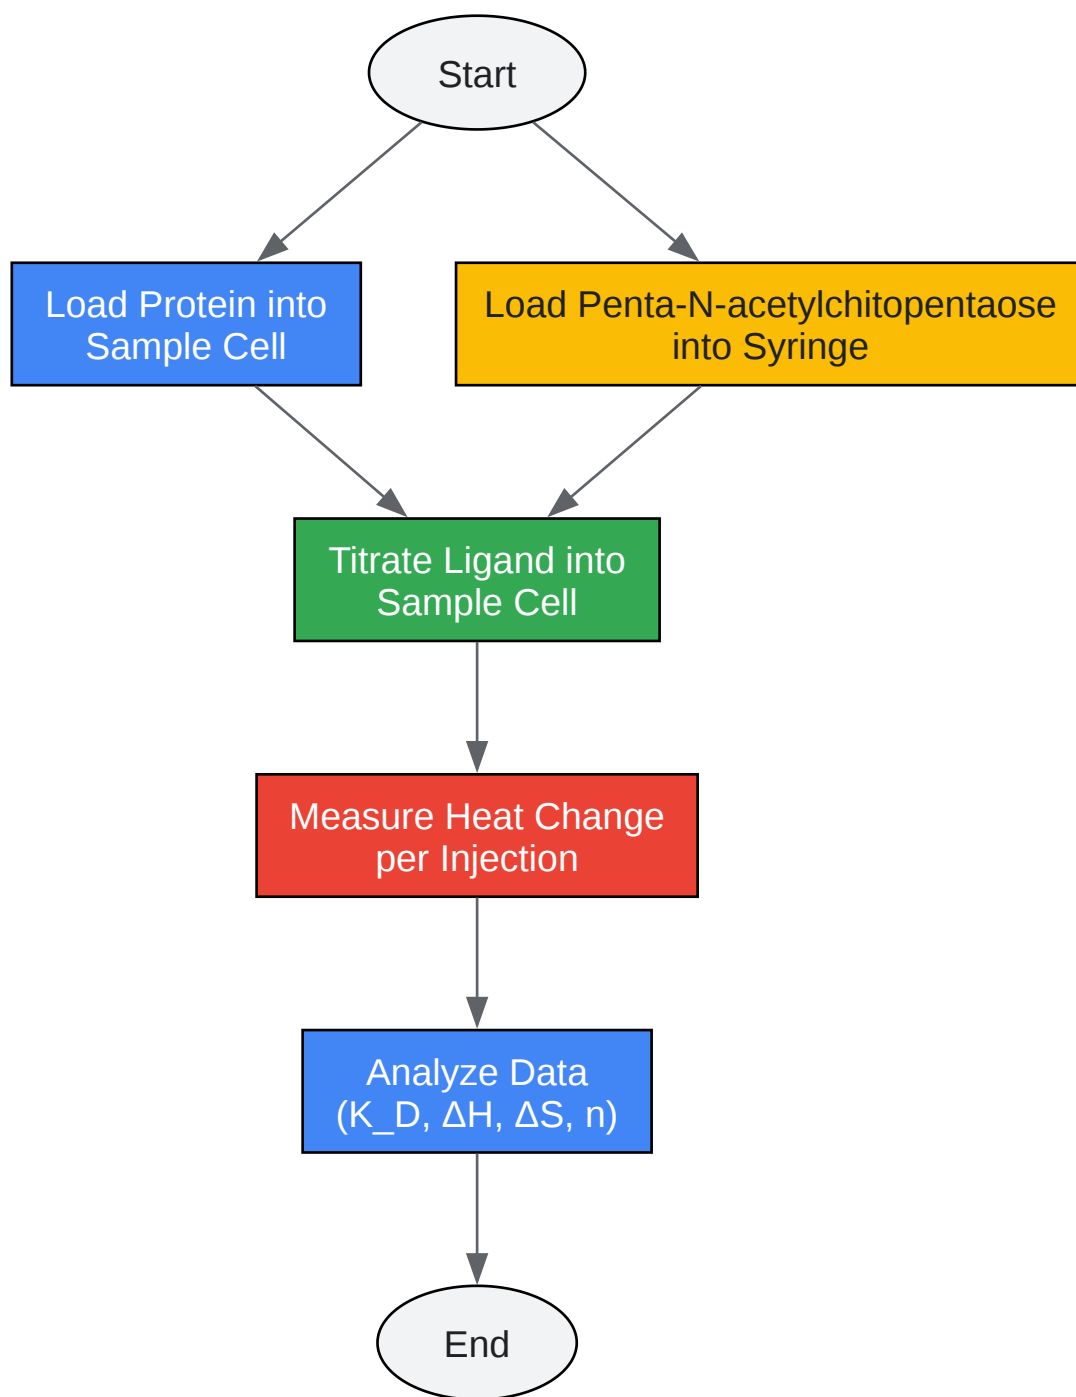 Start
Load Protein into
Sample Cell
Load Penta-N-acetylchitopentaose
into Syringe
Titrate Ligand into
Sample Cell
Measure Heat Change
per Injection
Analyze Data
(K_D, ΔH, ΔS, n)
End